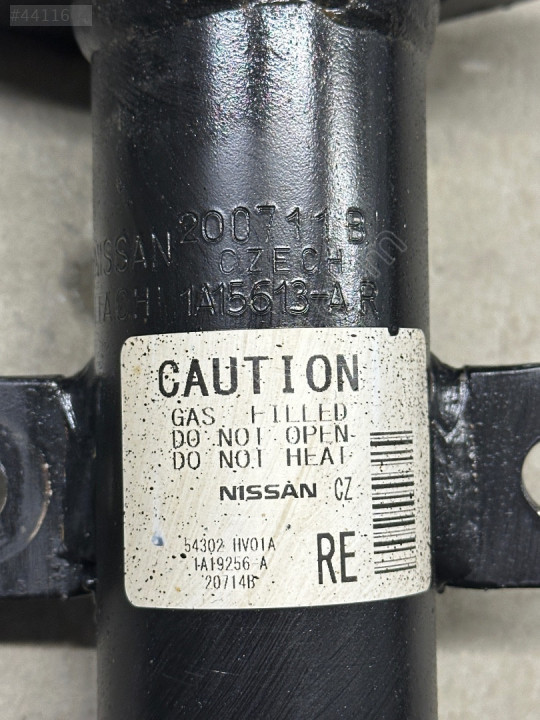 #44116
200711 B
NISSAN
CZECH
1A15613-A R
CAUTION
GAS FILLED
DO NOT OPEN
DO NOT HEAT
NISSAN CZ
54302 HV01A
1A19256-A
20714B
RE